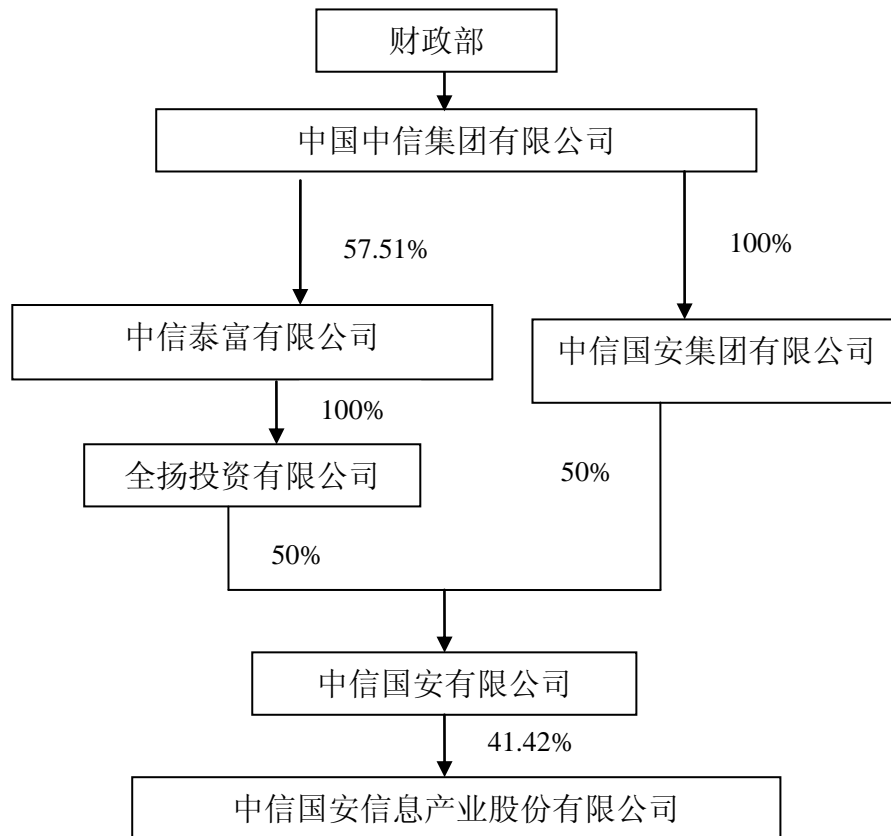 财政部
中国中信集团有限公司
57.51%
100%
中信泰富有限公司
中信国安集团有限公司
100%
全扬投资有限公司
50%
50%
中信国安有限公司
41.42%
中信国安信息产业股份有限公司